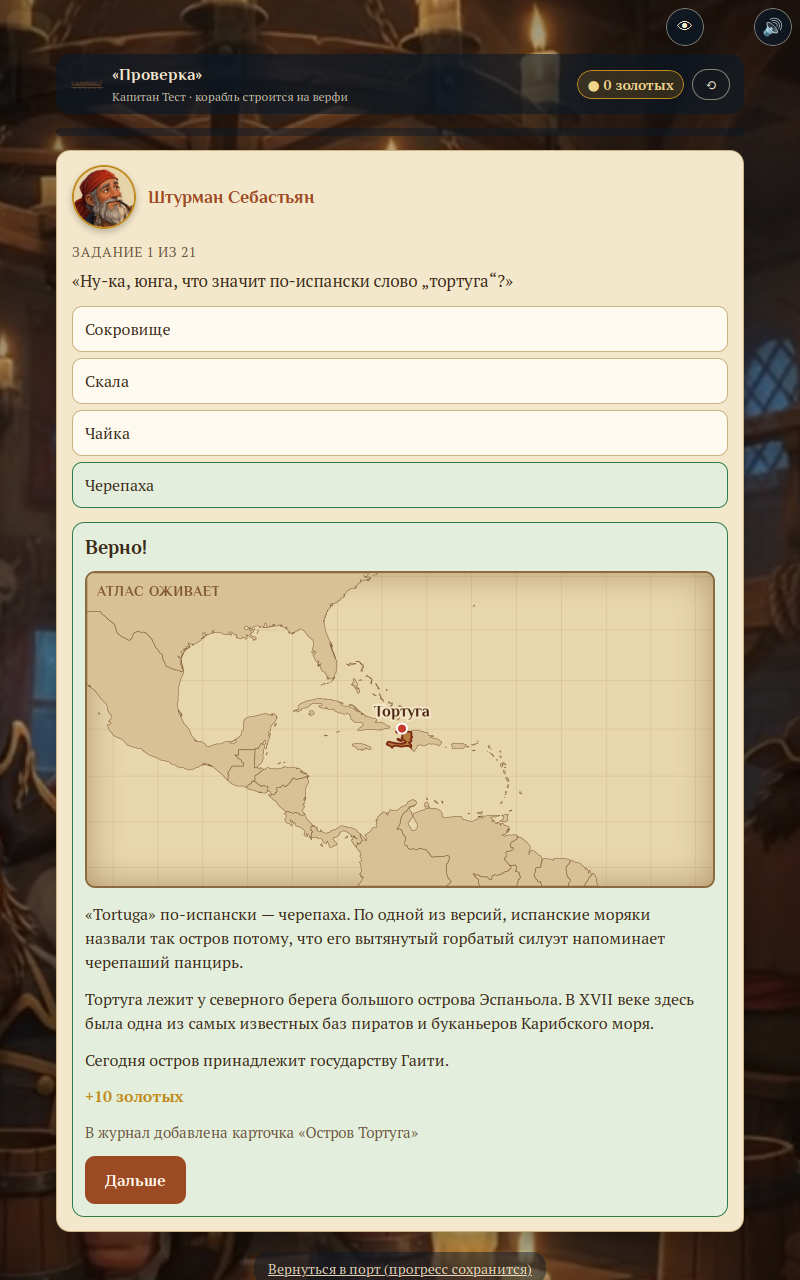 «Проверка»
Капитан Тест · корабль строится на верфи
0 золотых
Штурман Себастьян
ЗАДАНИЕ 1 ИЗ 21
«Ну-ка, юнга, что значит по-испански слово „тортуга“?»
Сокровище
Скала
Чайка
Черепаха
Верно!
АТЛАС ОЖИВАЕТ
Тортуга
«Tortuga» по-испански — черепаха. По одной из версий, испанские моряки
назвали так остров потому, что его вытянутый горбатый силуэт напоминает
черепаший панцирь.
Тортуга лежит у северного берега большого острова Эспаньола. В XVII веке здесь
была одна из самых известных баз пиратов и буканьеров Карибского моря.
Сегодня остров принадлежит государству Гаити.
+10 золотых
В журнал добавлена карточка «Остров Тортуга»
Дальше
Вернуться в порт (прогресс сохранится)